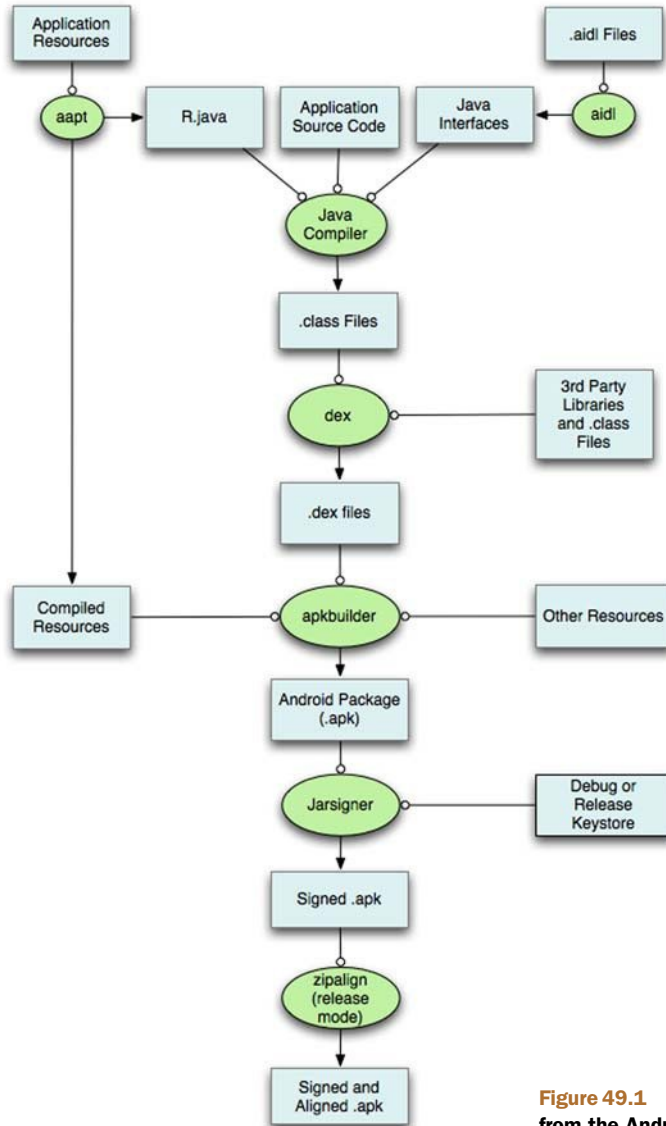 Application
Resources
.aidl Files
aapt
R.java
Application
Source Code
Java
Interfaces
aidl
Java
Compiler
.class Files
dex
3rd Party
Libraries
and .class
Files
.dex files
Compiled
Resources
apkbuilder
Other Resources
Android Package
(.apk)
Jarsigner
Debug or
Release
Keystore
Signed .apk
zipalign
(release
mode)
Signed and
Aligned .apk
Figure 49.1
from the